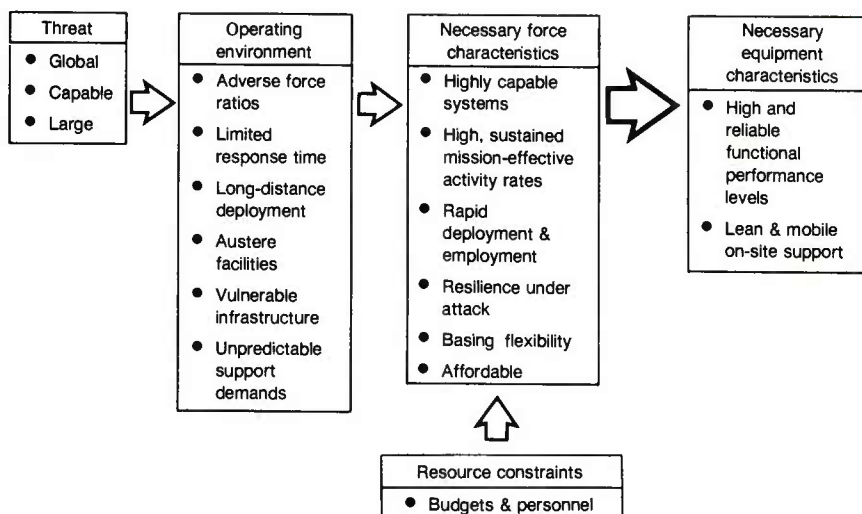 Threat
● Global
● Capable
● Large
Operating
environment
● Adverse force
ratios
● Limited
response time
● Long-distance
deployment
● Austere
facilities
● Vulnerable
infrastructure
● Unpredictable
support
demands
Necessary force
characteristics
● Highly capable
systems
● High, sustained
mission-effective
activity rates
● Rapid
deployment &
employment
● Resilience under
attack
● Basing flexibility
● Affordable
Necessary
equipment
characteristics
● High and
reliable
functional
performance
levels
● Lean & mobile
on-site support
Resource constraints
● Budgets & personnel